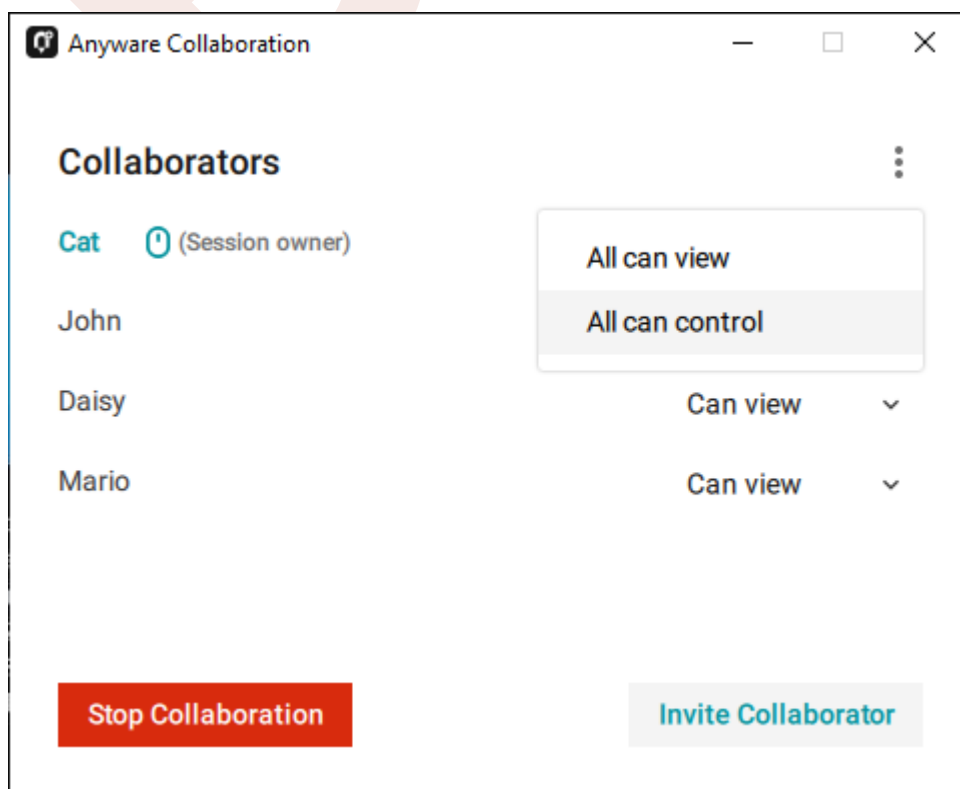 Anyware Collaboration
Collaborators
Cat (Session owner)
All can view
John
All can control
Daisy
Can view
Mario
Can view
Stop Collaboration
Invite Collaborator